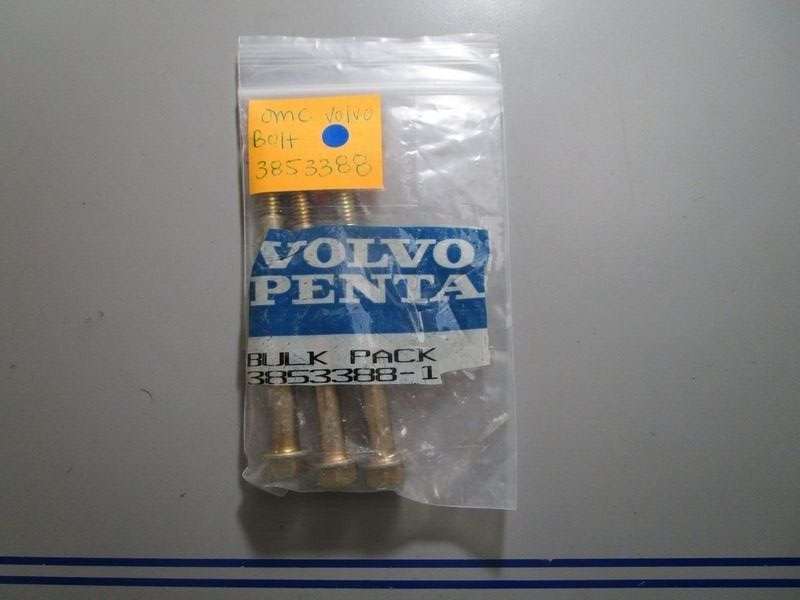 omc volvo
Bolt
3853388
VOLVO
PENTA
BULK PACK
3853388-1